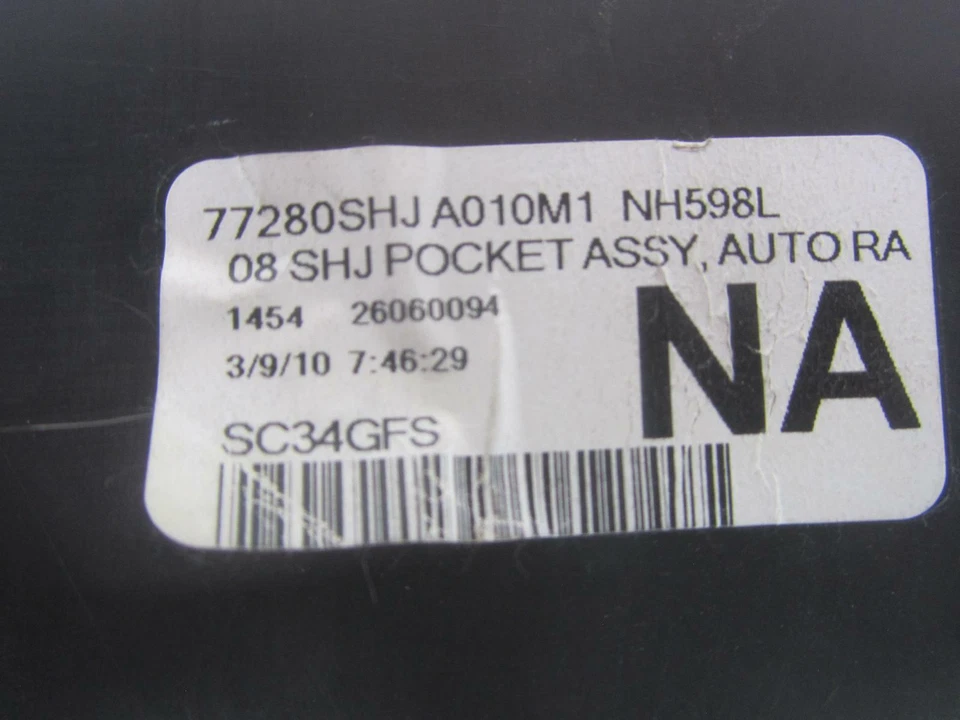 77280SHJ A010M1 NH598L
08 SHJ POCKET ASSY, AUTO RA
1454 26060094
3/9/10 7:46:29
NA
SC34GFS